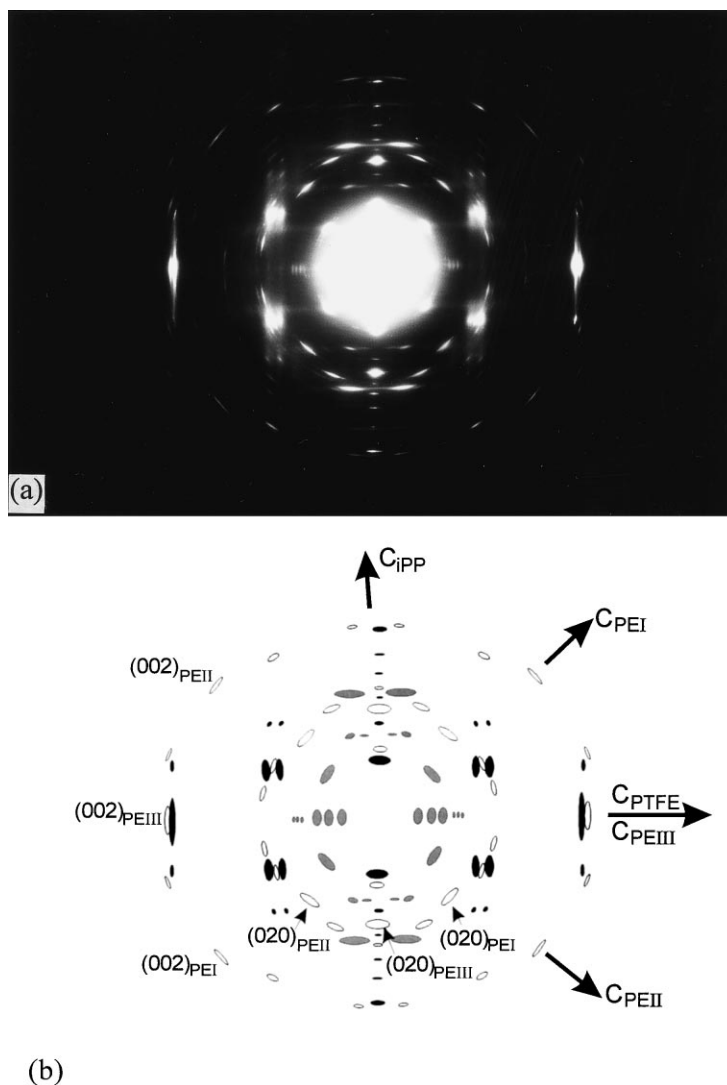 (a)
C_iPP
C_PEI
(002)_PEII
C_PTFE
(002)_PEIII
C_PEIII
(020)_PEII
(020)_PEI
(002)_PEI
(020)_PEIII
C_PEII
(b)